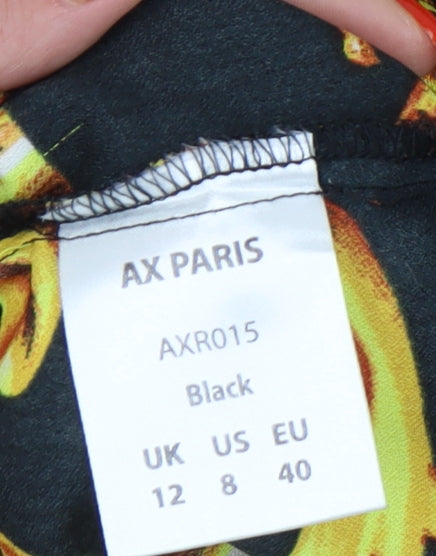 AX PARIS
AXR015
Black
UK US EU
12 8 40